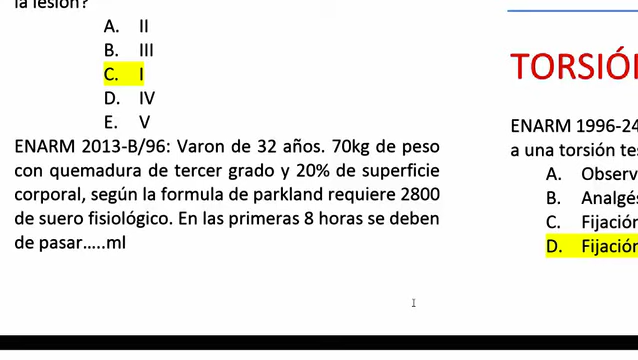 la lesión?
A. II
B. III
C. I
D. IV
E. V
ENARM 2013-B/96: Varon de 32 años. 70kg de peso
con quemadura de tercer grado y 20% de superficie
corporal, según la formula de parkland requiere 2800
de suero fisiológico. En las primeras 8 horas se deben
de pasar.....ml
TORSIÓ
ENARM 1996-24
a una torsión te
A. Observ
B. Analgé
C. Fijación
D. Fijación